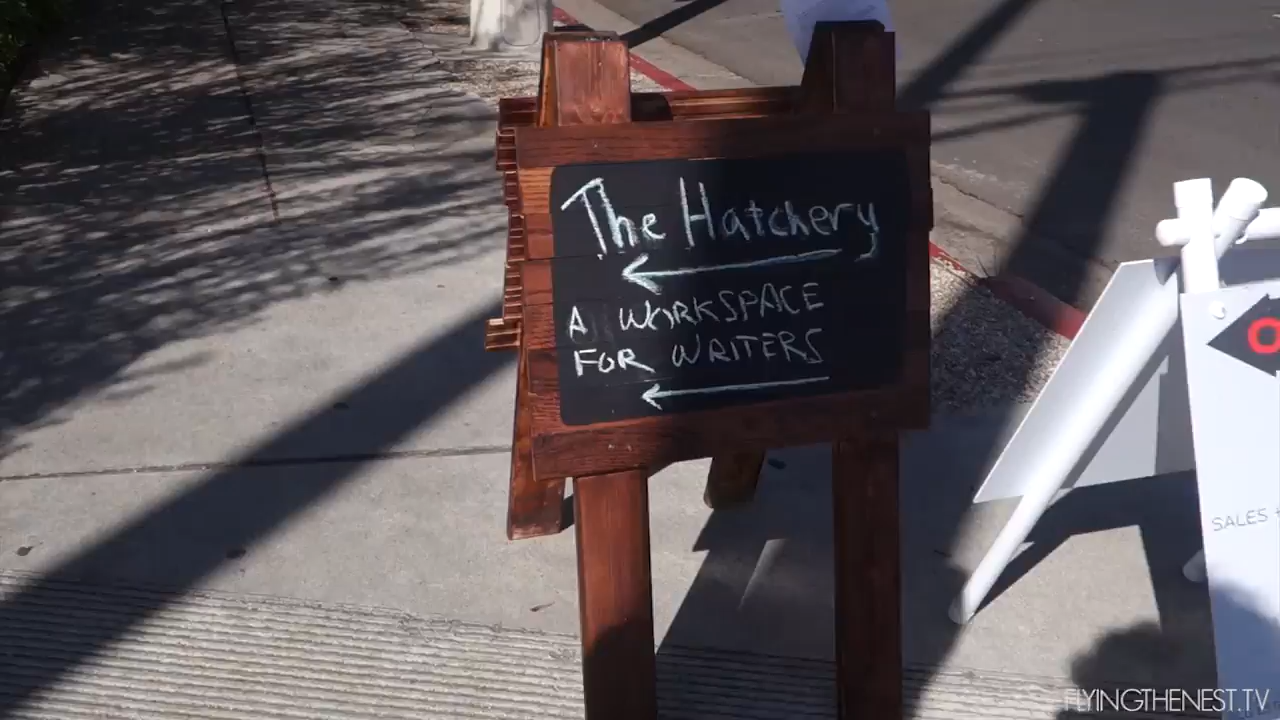 The Hatchery
A WORKSPACE
FOR WRITERS
SALES
FLYINGTHENEST.TV